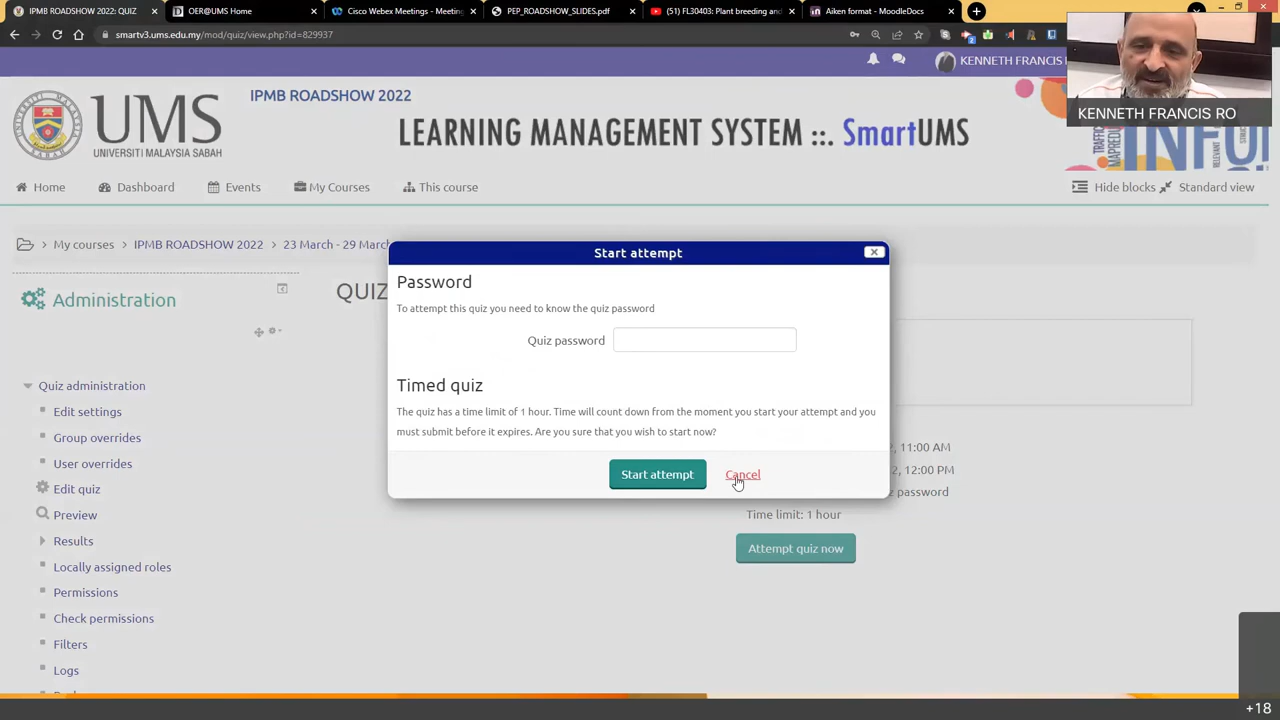 IPMB ROADSHOW 2022: QUIZ
OER@UMS Home
Cisco Webex Meetings - Meeting
PEP_ROADSHOW_SLIDES.pdf
(51) FL30403: Plant breeding and
Aiken format - MoodleDocs
smartv3.ums.edu.my/mod/quiz/view.php?id=829937
KENNETH FRANCIS
KENNETH FRANCIS RO
UMS
UNIVERSITI MALAYSIA SABAH
IPMB ROADSHOW 2022
LEARNING MANAGEMENT SYSTEM ::. SmartUMS
INFO
Home
Dashboard
Events
My Courses
This course
Hide blocks
Standard view
My courses
IPMB ROADSHOW 2022
23 March - 29 March
Administration
QUIZ
Start attempt
Password
To attempt this quiz you need to know the quiz password
Quiz password
Timed quiz
The quiz has a time limit of 1 hour. Time will count down from the moment you start your attempt and you
must submit before it expires. Are you sure that you wish to start now?
Start attempt
Cancel
, 11:00 AM
2, 12:00 PM
password
Time limit: 1 hour
Attempt quiz now
Quiz administration
Edit settings
Group overrides
User overrides
Edit quiz
Preview
Results
Locally assigned roles
Permissions
Check permissions
Filters
Logs
+18